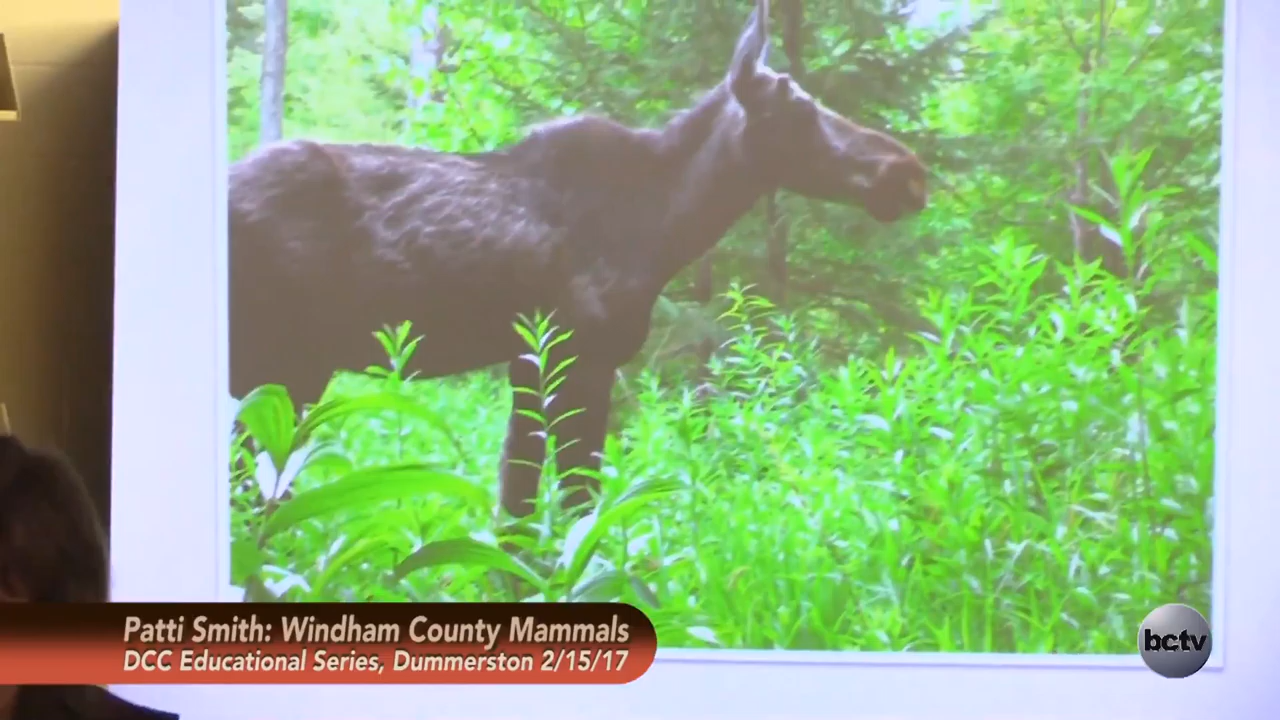 Patti Smith: Windham County Mammals
DCC Educational Series, Dummerston 2/15/17
bctv